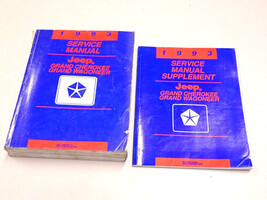 1993
SERVICE
MANUAL
Jeep
GRAND CHEROKEE
GRAND WAGONEER
1993
SERVICE
MANUAL
SUPPLEMENT
Jeep
GRAND CHEROKEE
GRAND WAGONEER